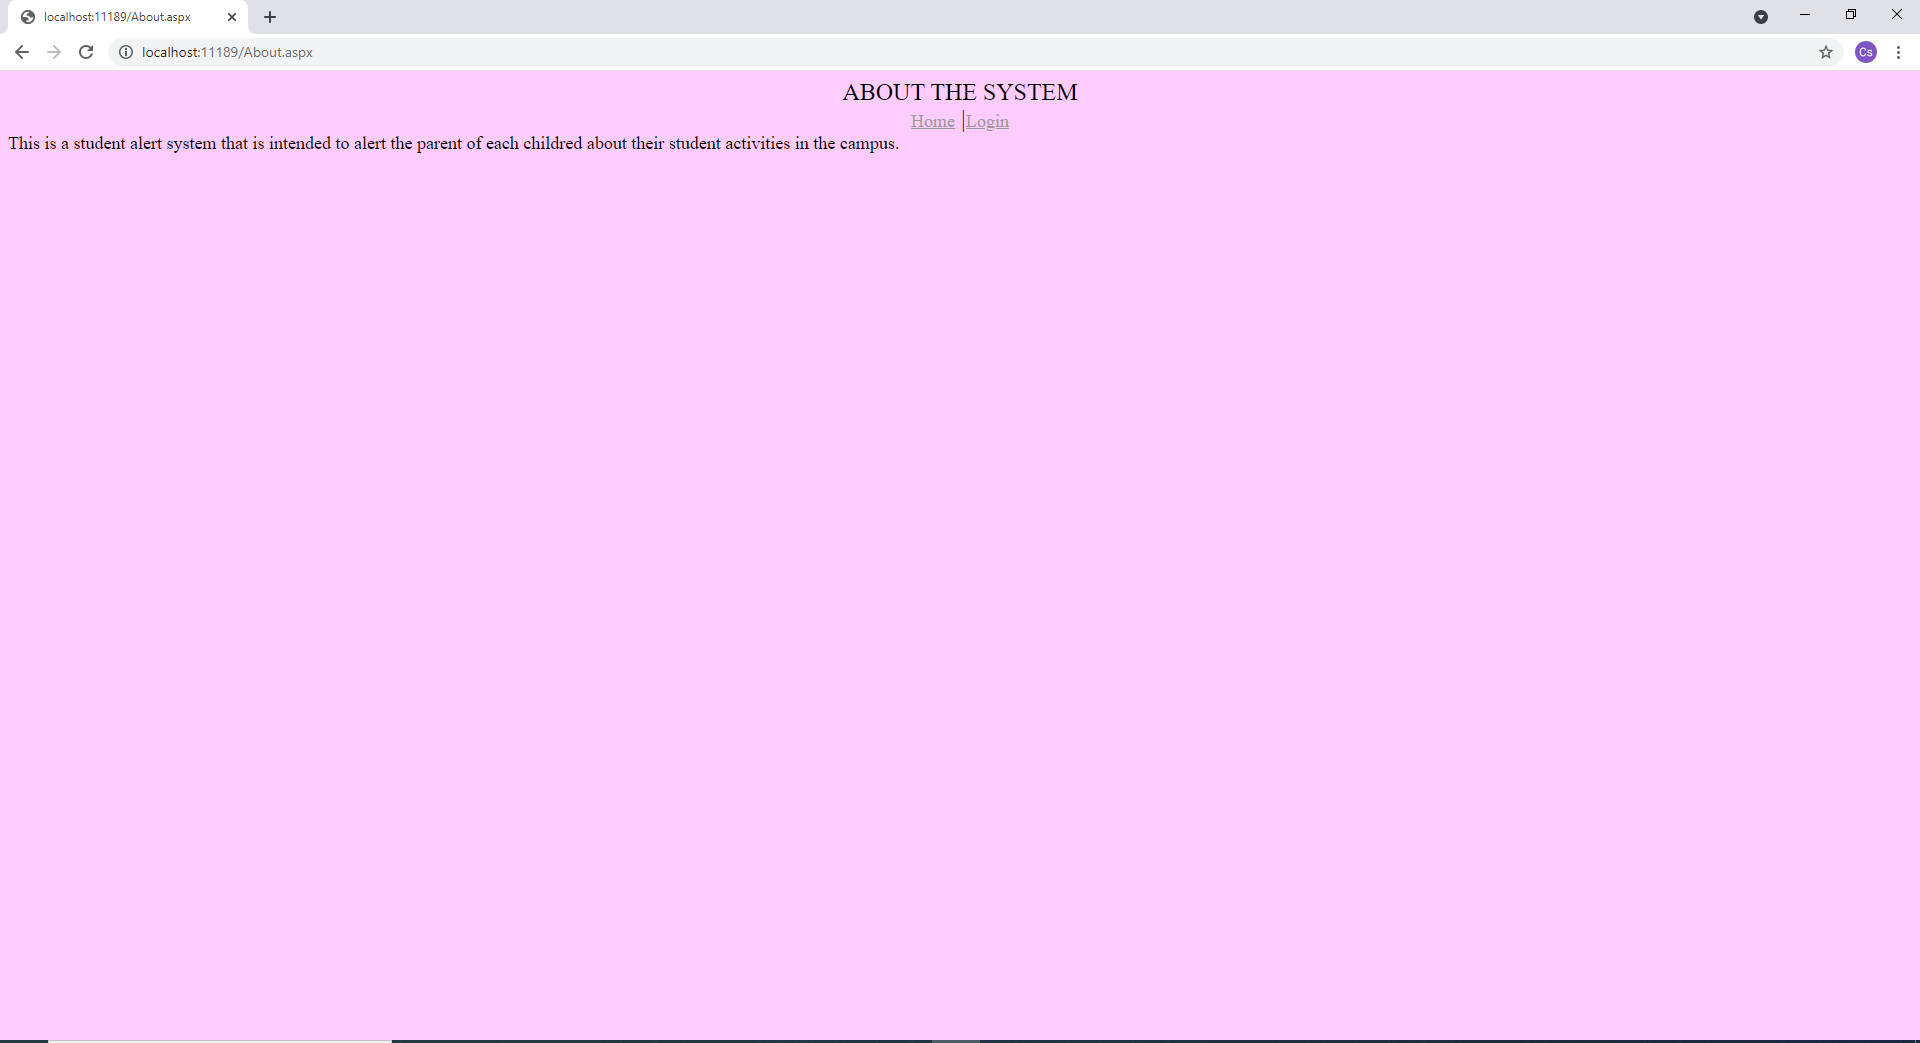 localhost:11189/About.aspx
localhost:11189/About.aspx
Cs
ABOUT THE SYSTEM
Home |Login
This is a student alert system that is intended to alert the parent of each childred about their student activities in the campus.